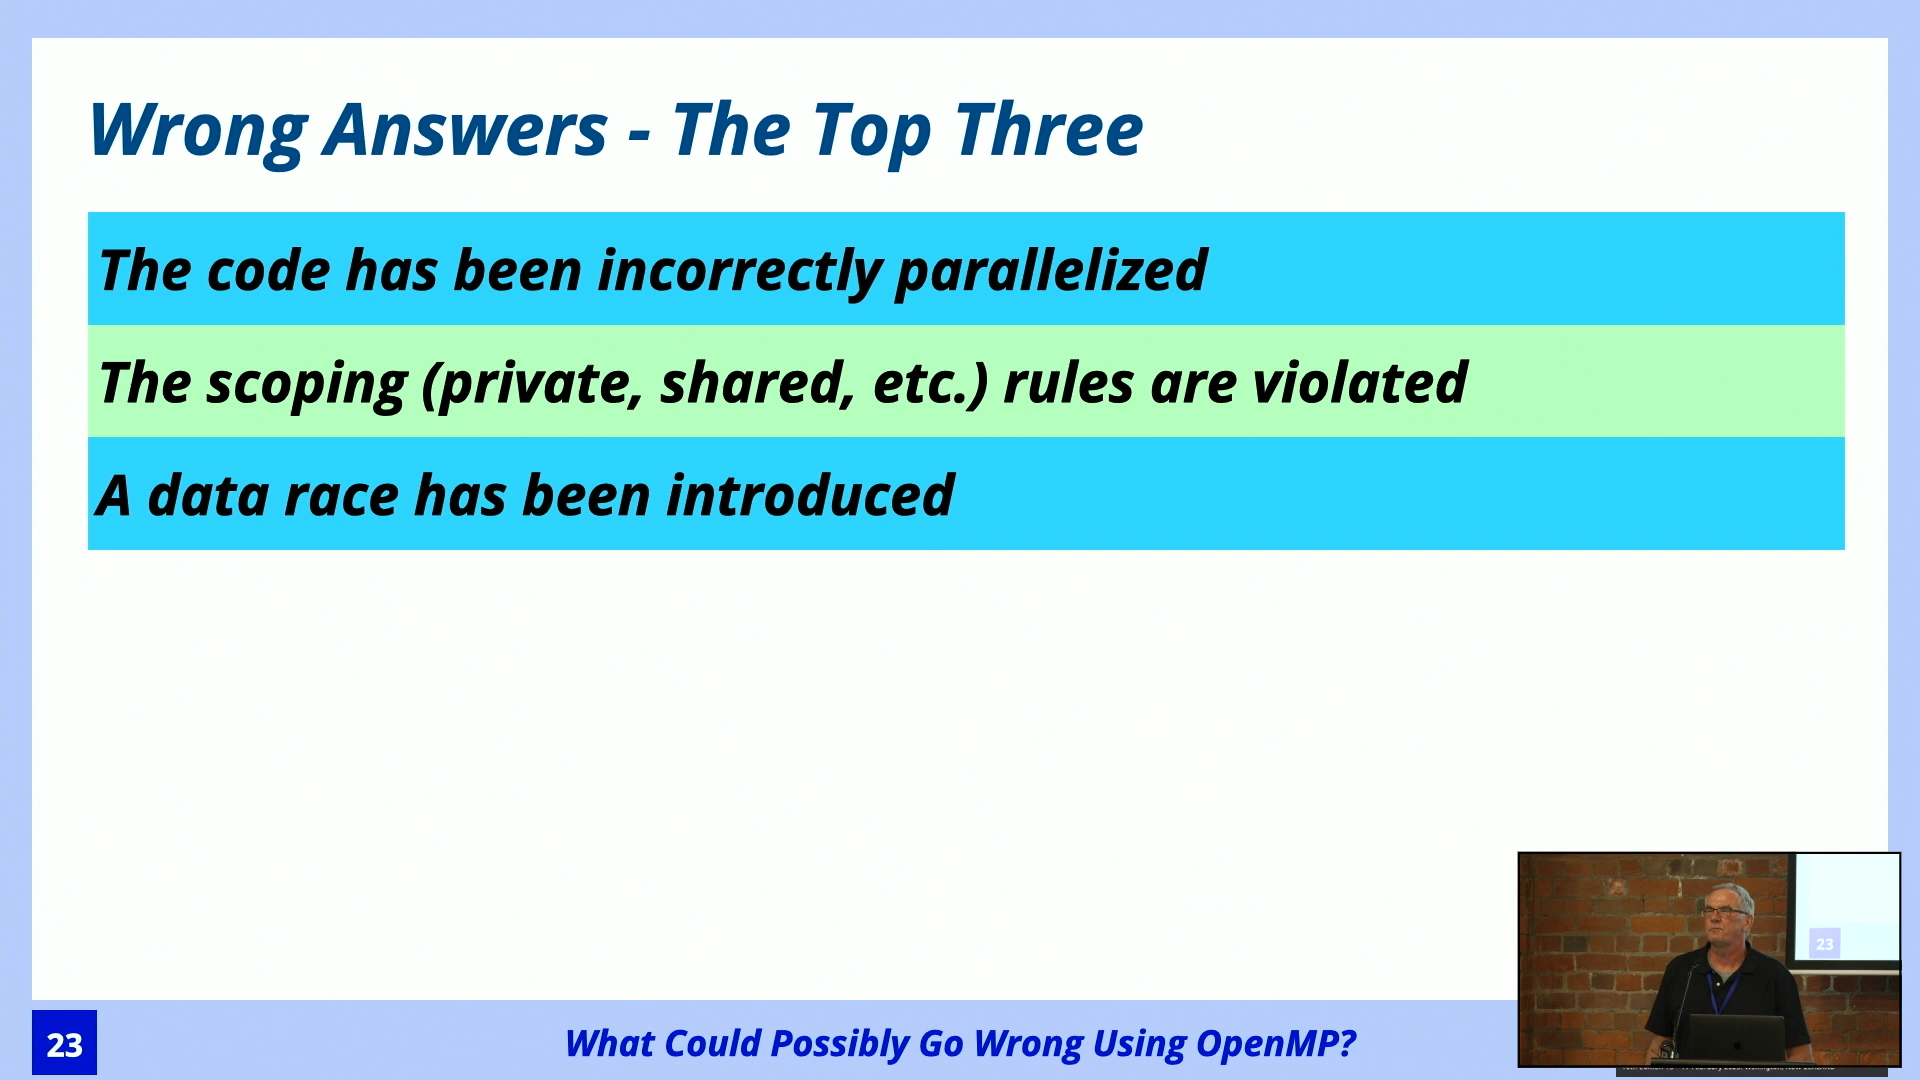 Wrong Answers - The Top Three
The code has been incorrectly parallelized
The scoping (private, shared, etc.) rules are violated
A data race has been introduced
23
23
What Could Possibly Go Wrong Using OpenMP?